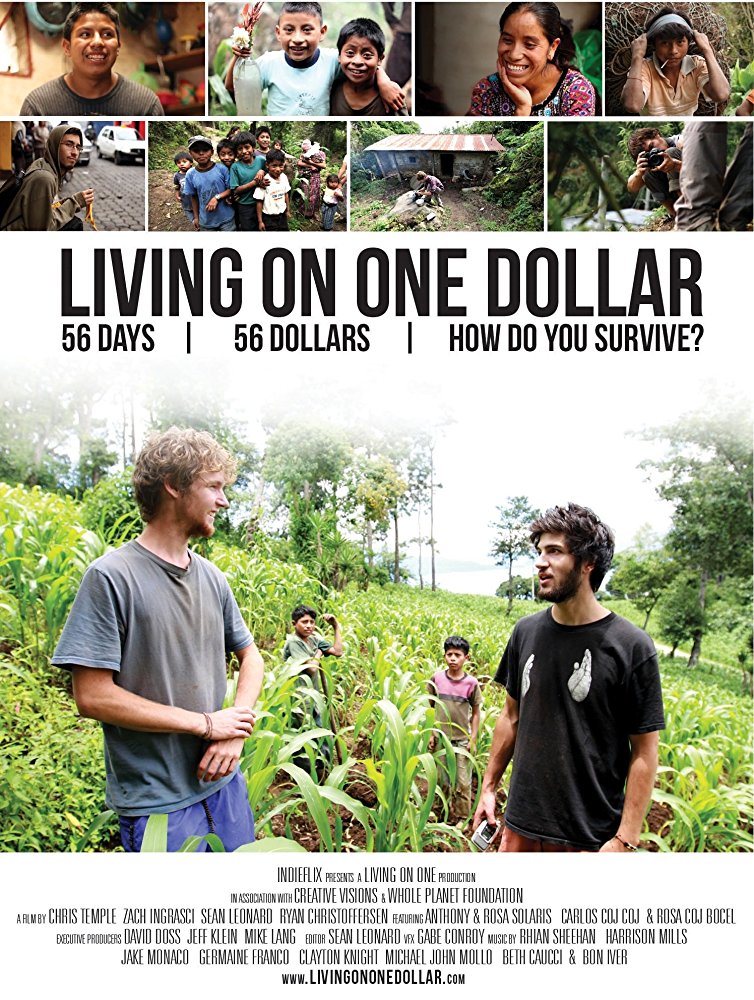 LIVING ON ONE DOLLAR
56 DAYS | 56 DOLLARS | HOW DO YOU SURVIVE?
INDIEFLIX PRESENTS A LIVING ON ONE PRODUCTION
IN ASSOCIATION WITH CREATIVE VISIONS & WHOLE PLANET FOUNDATION
A FILM BY CHRIS TEMPLE ZACH INGRASCI SEAN LEONARD RYAN CHRISTOFFERSEN FEATURING ANTHONY & ROSA SOLARIS CARLOS COJ COJ & ROSA COJ BOCEL
EXECUTIVE PRODUCERS DAVID DOSS JEFF KLEIN MIKE LANG EDITOR SEAN LEONARD VFX GABE CONROY MUSIC BY RHIAN SHEEHAN HARRISON MILLS
JAKE MONACO GERMAINE FRANCO CLAYTON KNIGHT MICHAEL JOHN MOLLO BETH CAUCCI & BON IVER
WWW.LIVINGONONEDOLLAR.COM